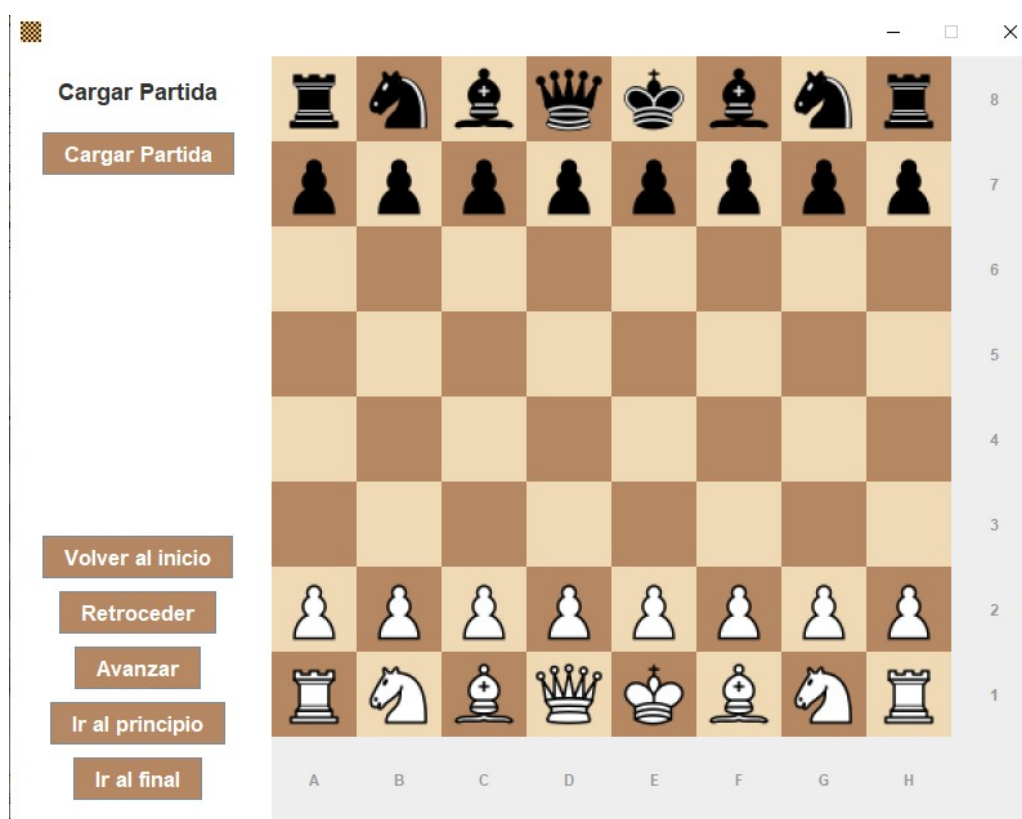 Cargar Partida
Cargar Partida
Volver al inicio
Retroceder
Avanzar
Ir al principio
Ir al final
8
7
6
5
4
3
2
1
A B C D E F G H